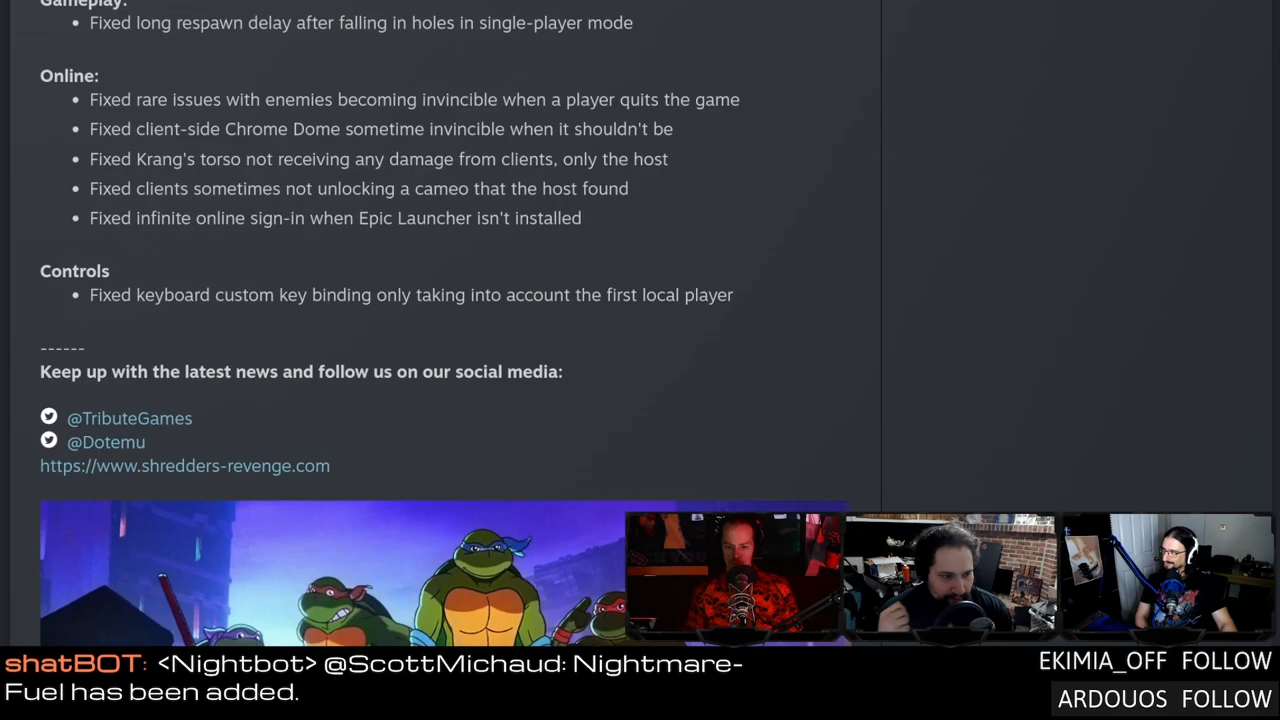 Gameplay:
• Fixed long respawn delay after falling in holes in single-player mode
Online:
• Fixed rare issues with enemies becoming invincible when a player quits the game
• Fixed client-side Chrome Dome sometime invincible when it shouldn't be
• Fixed Krang's torso not receiving any damage from clients, only the host
• Fixed clients sometimes not unlocking a cameo that the host found
• Fixed infinite online sign-in when Epic Launcher isn't installed
Controls
• Fixed keyboard custom key binding only taking into account the first local player
------
Keep up with the latest news and follow us on our social media:
@TributeGames
@Dotemu
https://www.shredders-revenge.com
shatBOT: <Nightbot> @ScottMichaud: Nightmare-
Fuel has been added.
EKIMIA_OFF FOLLOW
ARDOUOS FOLLOW